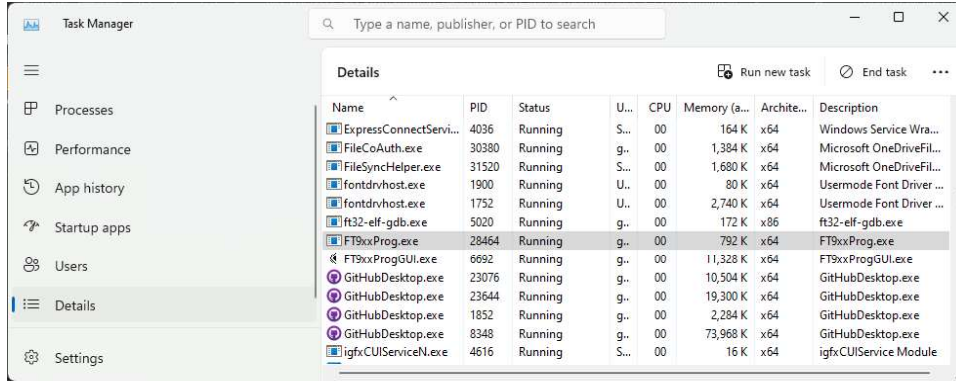 Task Manager
Type a name, publisher, or PID to search
Details
Run new task
End task
Processes
Performance
App history
Startup apps
Users
Details
Settings
Name PID Status U... CPU Memory (a... Archite... Description
ExpressConnectServi... 4036 Running S... 00 164 K x64 Windows Service Wra...
FileCoAuth.exe 30380 Running g... 00 1,384 K x64 Microsoft OneDriveFil...
FileSyncHelper.exe 31520 Running S... 00 1,680 K x64 Microsoft OneDriveFil...
fontdrvhost.exe 1900 Running U... 00 80 K x64 Usermode Font Driver ...
fontdrvhost.exe 1752 Running U... 00 2,740 K x64 Usermode Font Driver ...
ft32-elf-gdb.exe 5020 Running g... 00 172 K x86 ft32-elf-gdb.exe
FT9xxProg.exe 28464 Running g... 00 792 K x64 FT9xxProg.exe
FT9xxProgGUI.exe 6692 Running g... 00 11,328 K x64 FT9xxProgGUI.exe
GitHubDesktop.exe 23076 Running g... 00 10,504 K x64 GitHubDesktop.exe
GitHubDesktop.exe 23644 Running g... 00 19,300 K x64 GitHubDesktop.exe
GitHubDesktop.exe 1852 Running g... 00 2,284 K x64 GitHubDesktop.exe
GitHubDesktop.exe 8348 Running g... 00 73,968 K x64 GitHubDesktop.exe
igfxCUIServiceN.exe 4616 Running S... 00 16 K x64 igfxCUIService Module